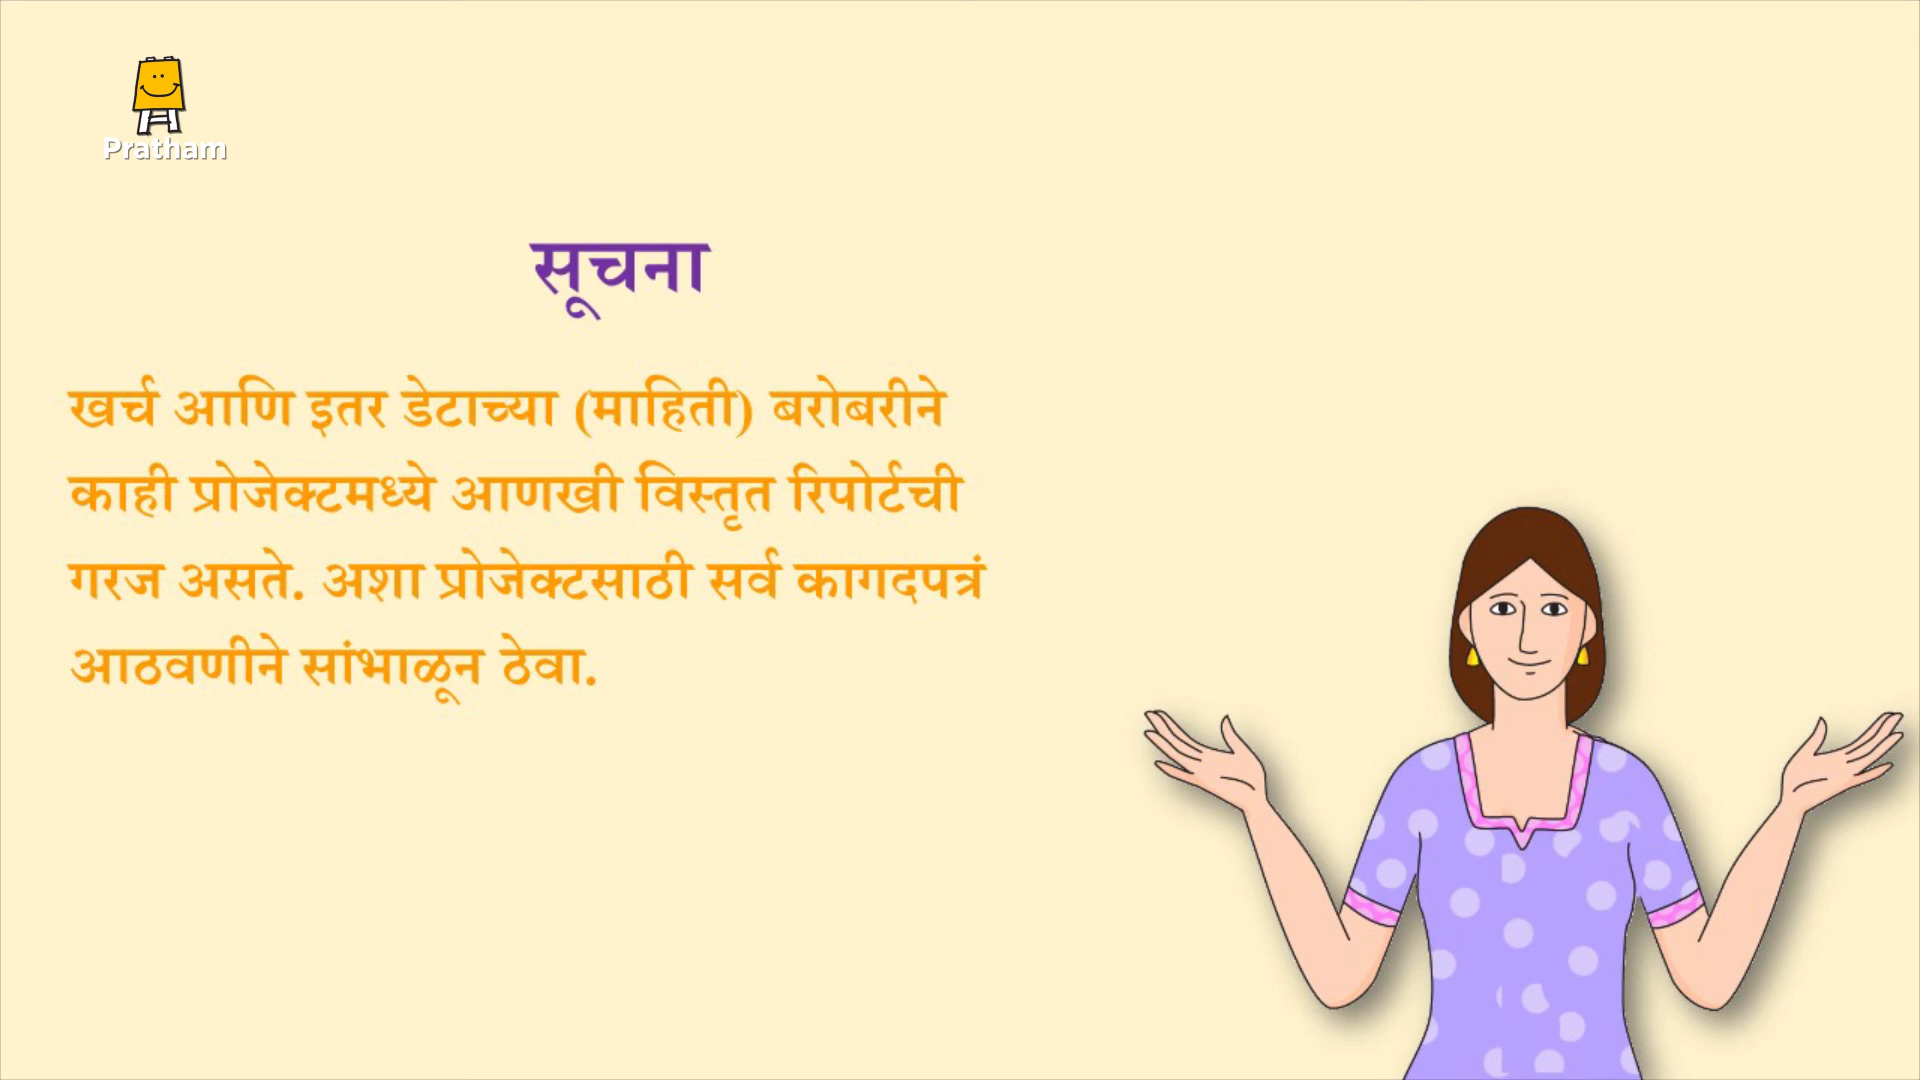 Pratham
सूचना
खर्च आणि इतर डेटाच्या (माहिती) बरोबरीने
काही प्रोजेक्टमध्ये आणखी विस्तृत रिपोर्टची
गरज असते. अशा प्रोजेक्टसाठी सर्व कागदपत्रं
आठवणीने सांभाळून ठेवा.